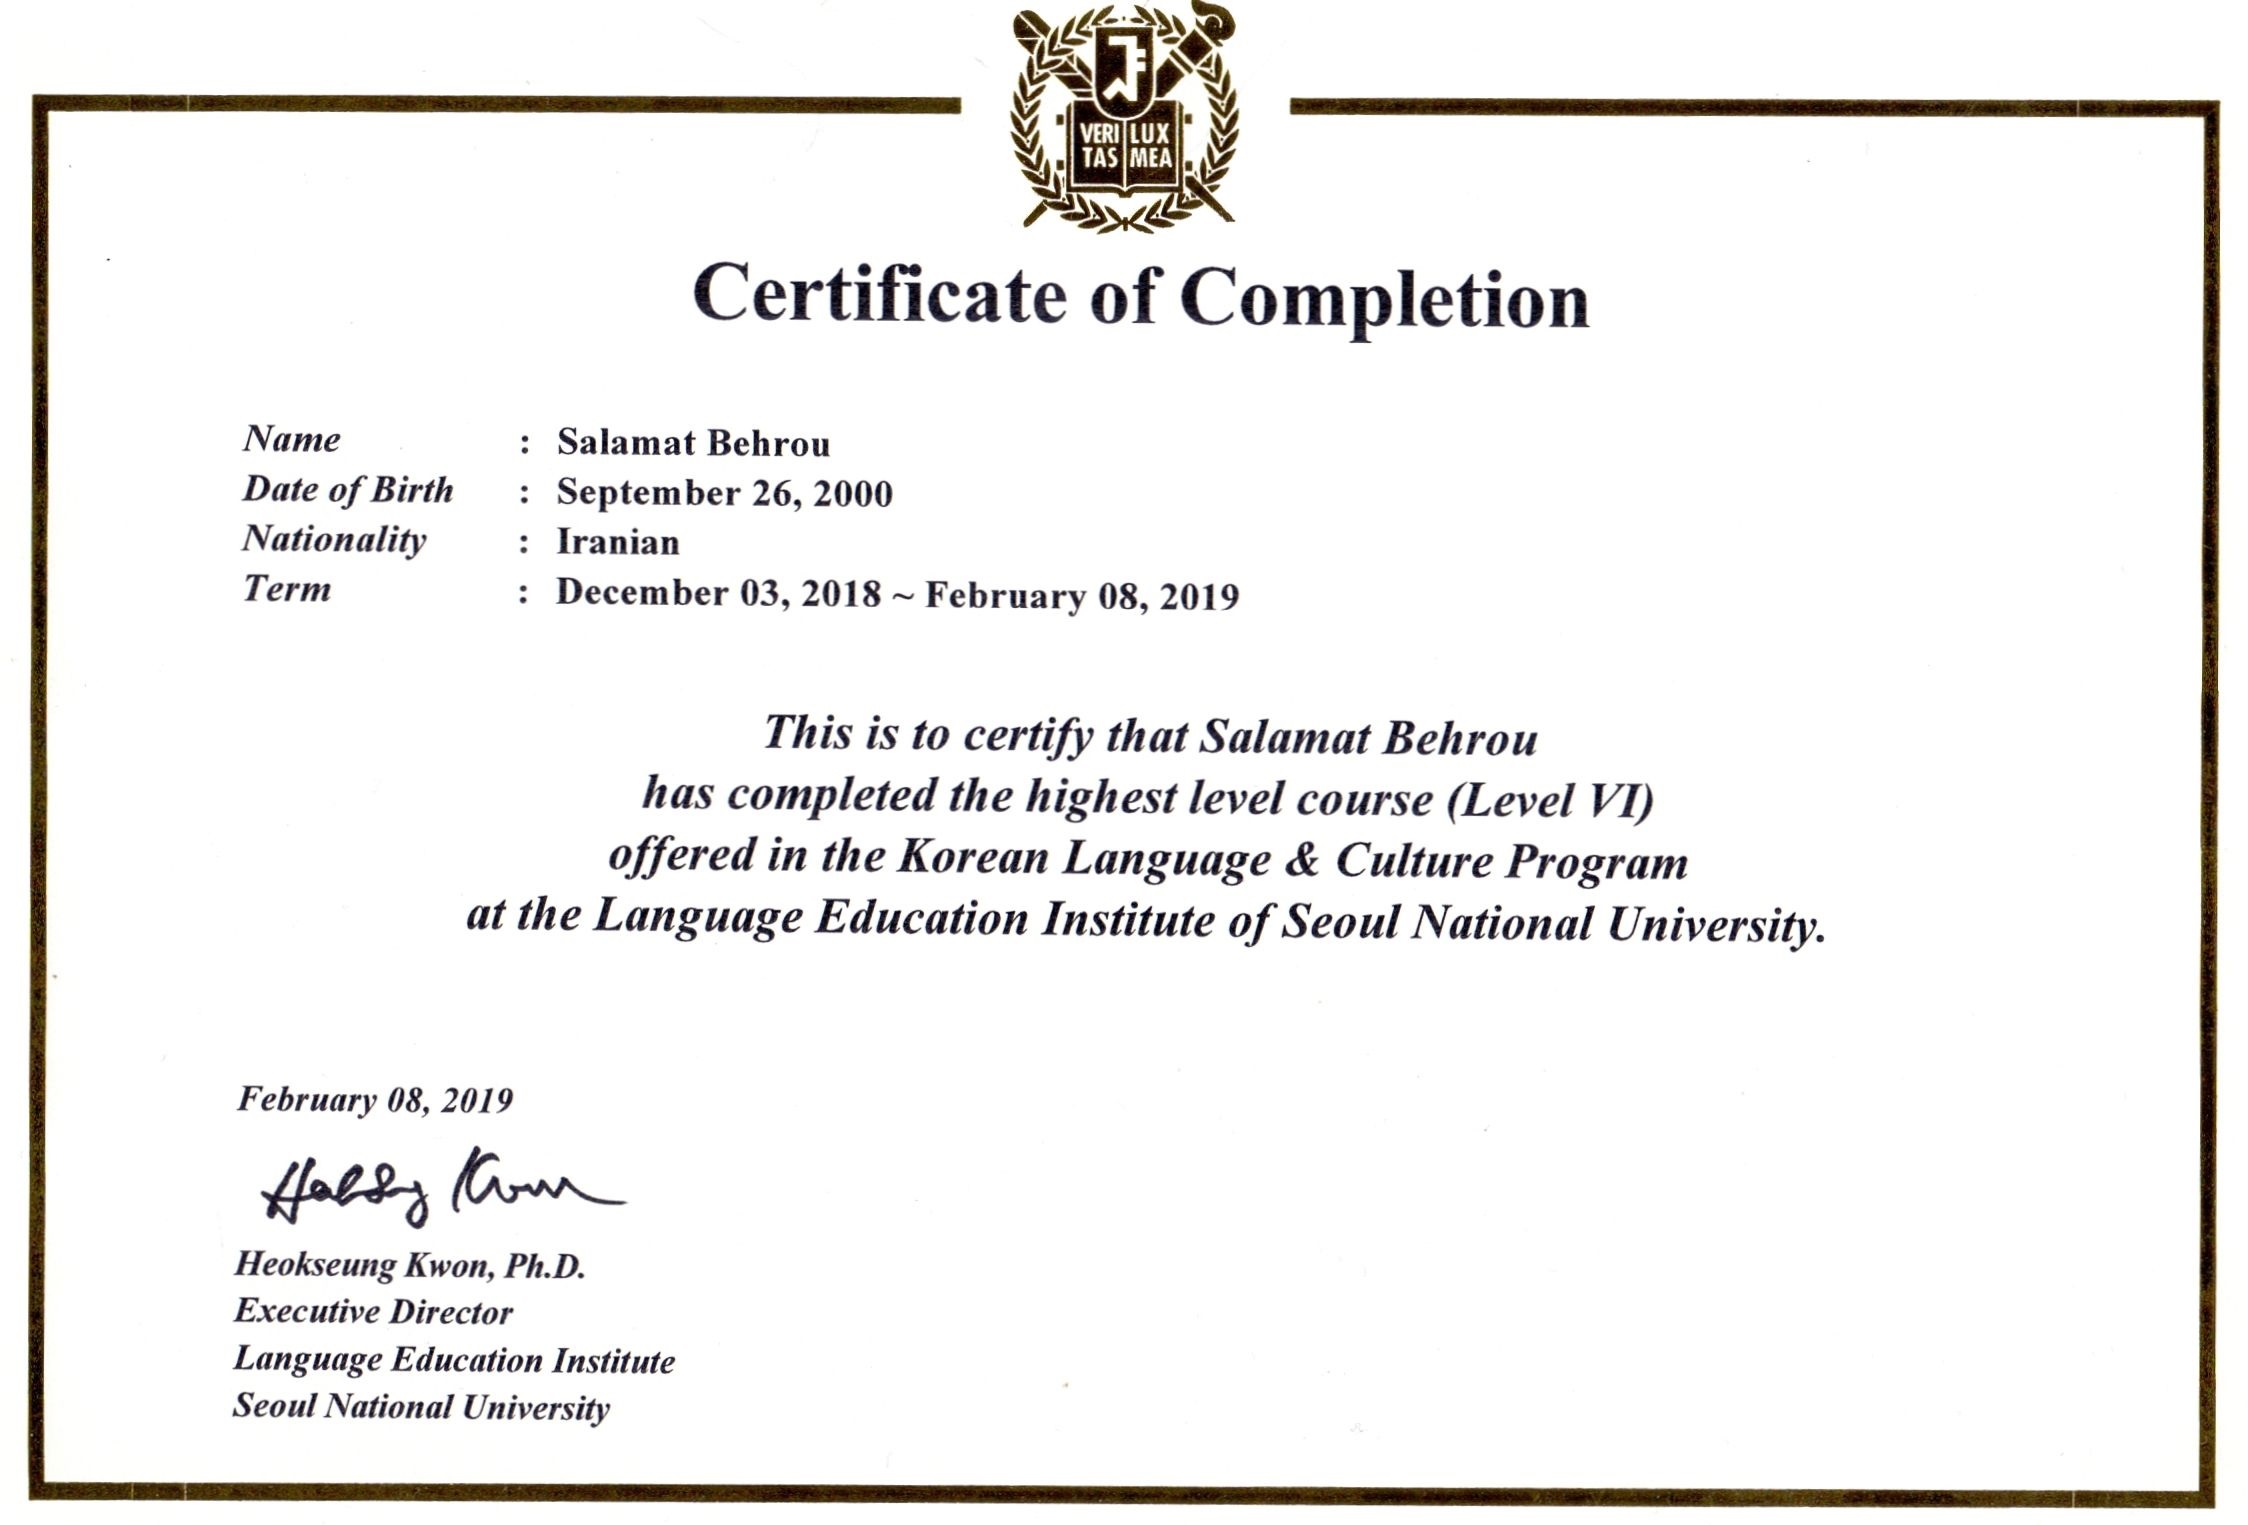 VERI LUX
TAS MEA
Certificate of Completion
Name : Salamat Behrou
Date of Birth : September 26, 2000
Nationality : Iranian
Term : December 03, 2018 ~ February 08, 2019
This is to certify that Salamat Behrou
has completed the highest level course (Level VI)
offered in the Korean Language & Culture Program
at the Language Education Institute of Seoul National University.
February 08, 2019
Heokseung Kwon, Ph.D.
Executive Director
Language Education Institute
Seoul National University